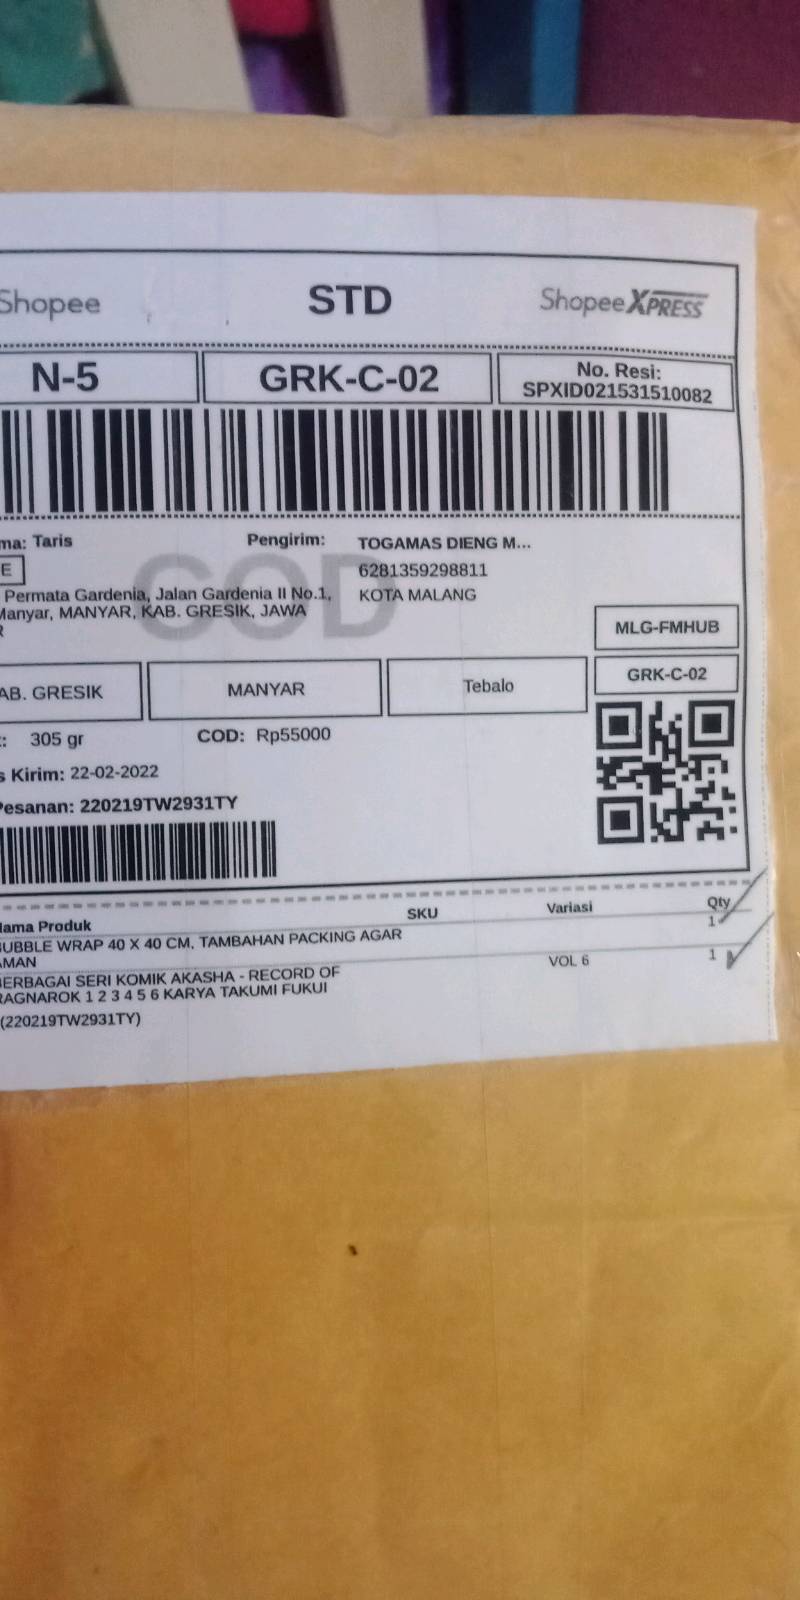 Shopee
STD
Shopee XPRESS
N-5
GRK-C-02
No. Resi:
SPXID021531510082
ma: Taris
Pengirim: TOGAMAS DIENG M...
E
6281359298811
Permata Gardenia, Jalan Gardenia II No.1,
KOTA MALANG
Manyar, MANYAR, KAB. GRESIK, JAWA
R
COD
MLG-FMHUB
AB. GRESIK
MANYAR
Tebalo
GRK-C-02
: 305 gr
COD: Rp55000
s Kirim: 22-02-2022
Pesanan: 220219TW2931TY
Nama Produk
SKU
Variasi
Qty
BUBBLE WRAP 40 X 40 CM, TAMBAHAN PACKING AGAR
1
AMAN
BERBAGAI SERI KOMIK AKASHA - RECORD OF
VOL 6
1
RAGNAROK 1 2 3 4 5 6 KARYA TAKUMI FUKUI
(220219TW2931TY)